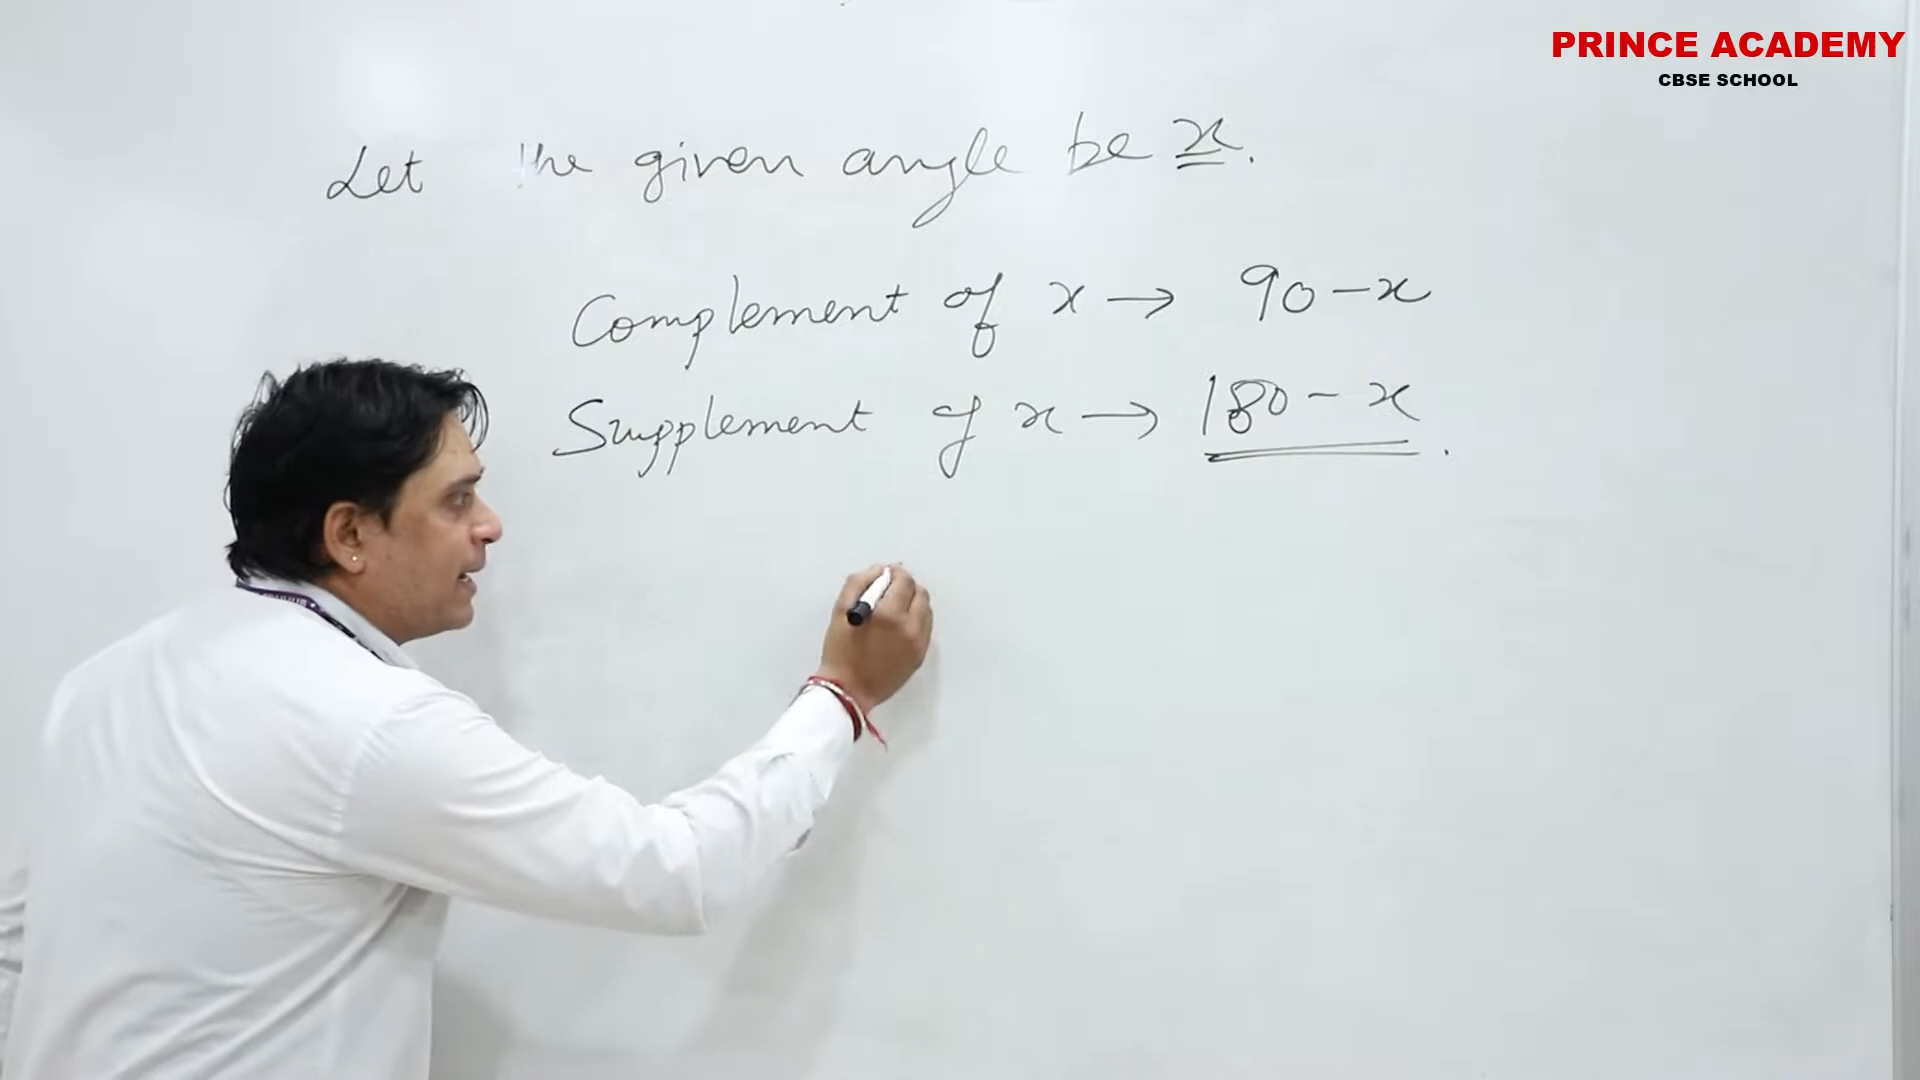 PRINCE ACADEMY
CBSE SCHOOL
Let the given angle be x.
Complement of x → 90 - x
Supplement of x → 180 - x.